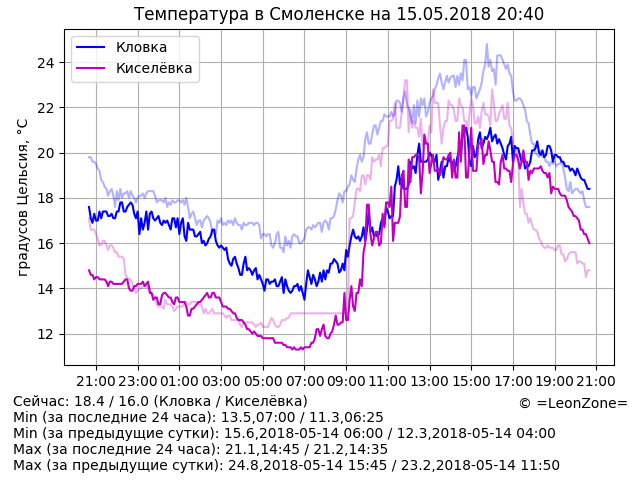 Температура в Смоленске на 15.05.2018 20:40
Кловка
Киселёвка
градусов Цельсия, °C
24
22
20
18
16
14
12
21:00 23:00 01:00 03:00 05:00 07:00 09:00 11:00 13:00 15:00 17:00 19:00 21:00
Сейчас: 18.4 / 16.0 (Кловка / Киселёвка)
© =LeonZone=
Min (за последние 24 часа): 13.5,07:00 / 11.3,06:25
Min (за предыдущие сутки): 15.6,2018-05-14 06:00 / 12.3,2018-05-14 04:00
Max (за последние 24 часа): 21.1,14:45 / 21.2,14:35
Max (за предыдущие сутки): 24.8,2018-05-14 15:45 / 23.2,2018-05-14 11:50